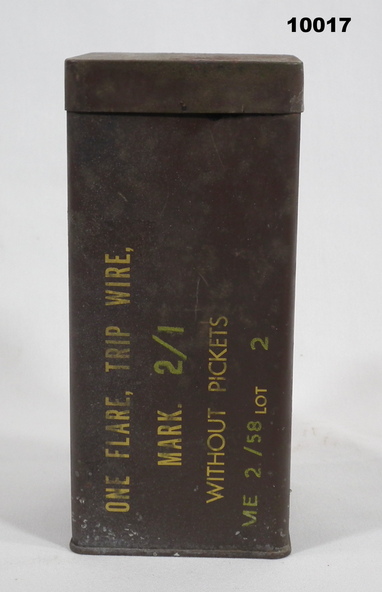 10017
ONE FLARE, TRIP WIRE,
MARK. 2/1
WITHOUT PICKETS
ME 2/58 LOT 2